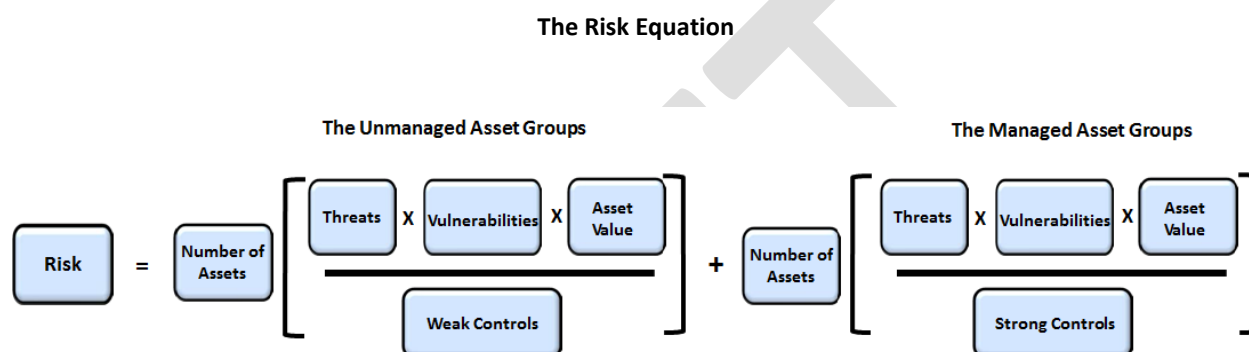 The Risk Equation
The Unmanaged Asset Groups
The Managed Asset Groups
Risk = Number of Assets [ Threats X Vulnerabilities X Asset Value
Weak Controls ] + Number of Assets [ Threats X Vulnerabilities X Asset Value
Strong Controls ]